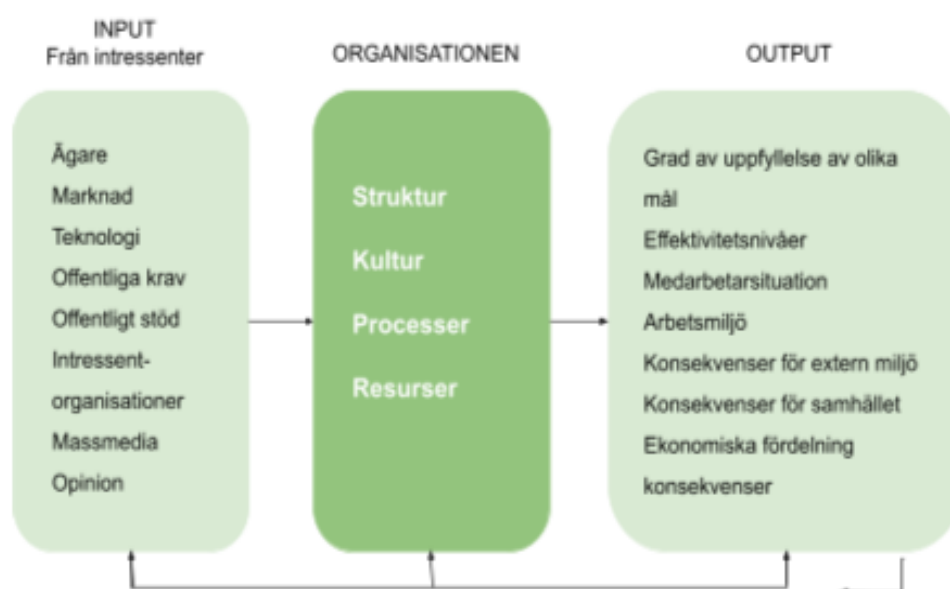 INPUT
Från intressenter
ORGANISATIONEN
OUTPUT
Ägare
Marknad
Teknologi
Offentliga krav
Offentligt stöd
Intressent-
organisationer
Massmedia
Opinion
Struktur
Kultur
Processer
Resurser
Grad av uppfyllelse av olika
mål
Effektivitetsnivåer
Medarbetarsituation
Arbetsmiljö
Konsekvenser för extern miljö
Konsekvenser för samhället
Ekonomiska fördelning
konsekvenser